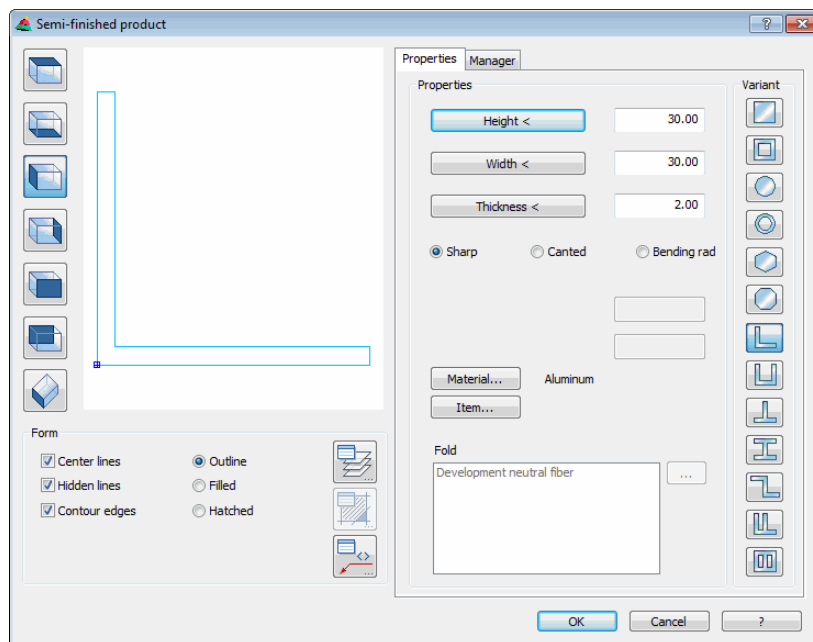 Semi-finished product
?
Properties Manager
Properties
Variant
Height < 30.00
Width < 30.00
Thickness < 2.00
Sharp Canted Bending rad
Material... Aluminum
Item...
Fold
Development neutral fiber
...
Form
Center lines Outline
Hidden lines Filled
Contour edges Hatched
...
...
<> ...
OK Cancel ?